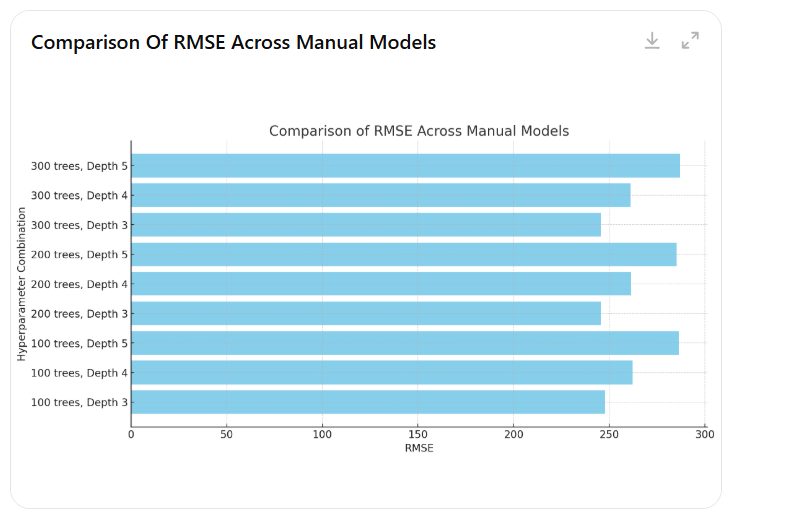 Comparison Of RMSE Across Manual Models
Comparison of RMSE Across Manual Models
Hyperparameter Combination
300 trees, Depth 5
300 trees, Depth 4
300 trees, Depth 3
200 trees, Depth 5
200 trees, Depth 4
200 trees, Depth 3
100 trees, Depth 5
100 trees, Depth 4
100 trees, Depth 3
0 50 100 150 200 250 300
RMSE